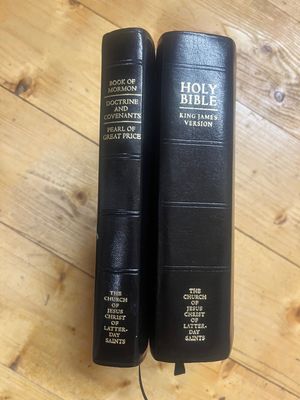 BOOK OF
MORMON
DOCTRINE
AND
COVENANTS
PEARL OF
GREAT PRICE
THE
CHURCH
OF
JESUS
CHRIST
OF
LATTER-
DAY
SAINTS
HOLY
BIBLE
KING JAMES
VERSION
THE
CHURCH
OF
JESUS
CHRIST
OF
LATTER-
DAY
SAINTS